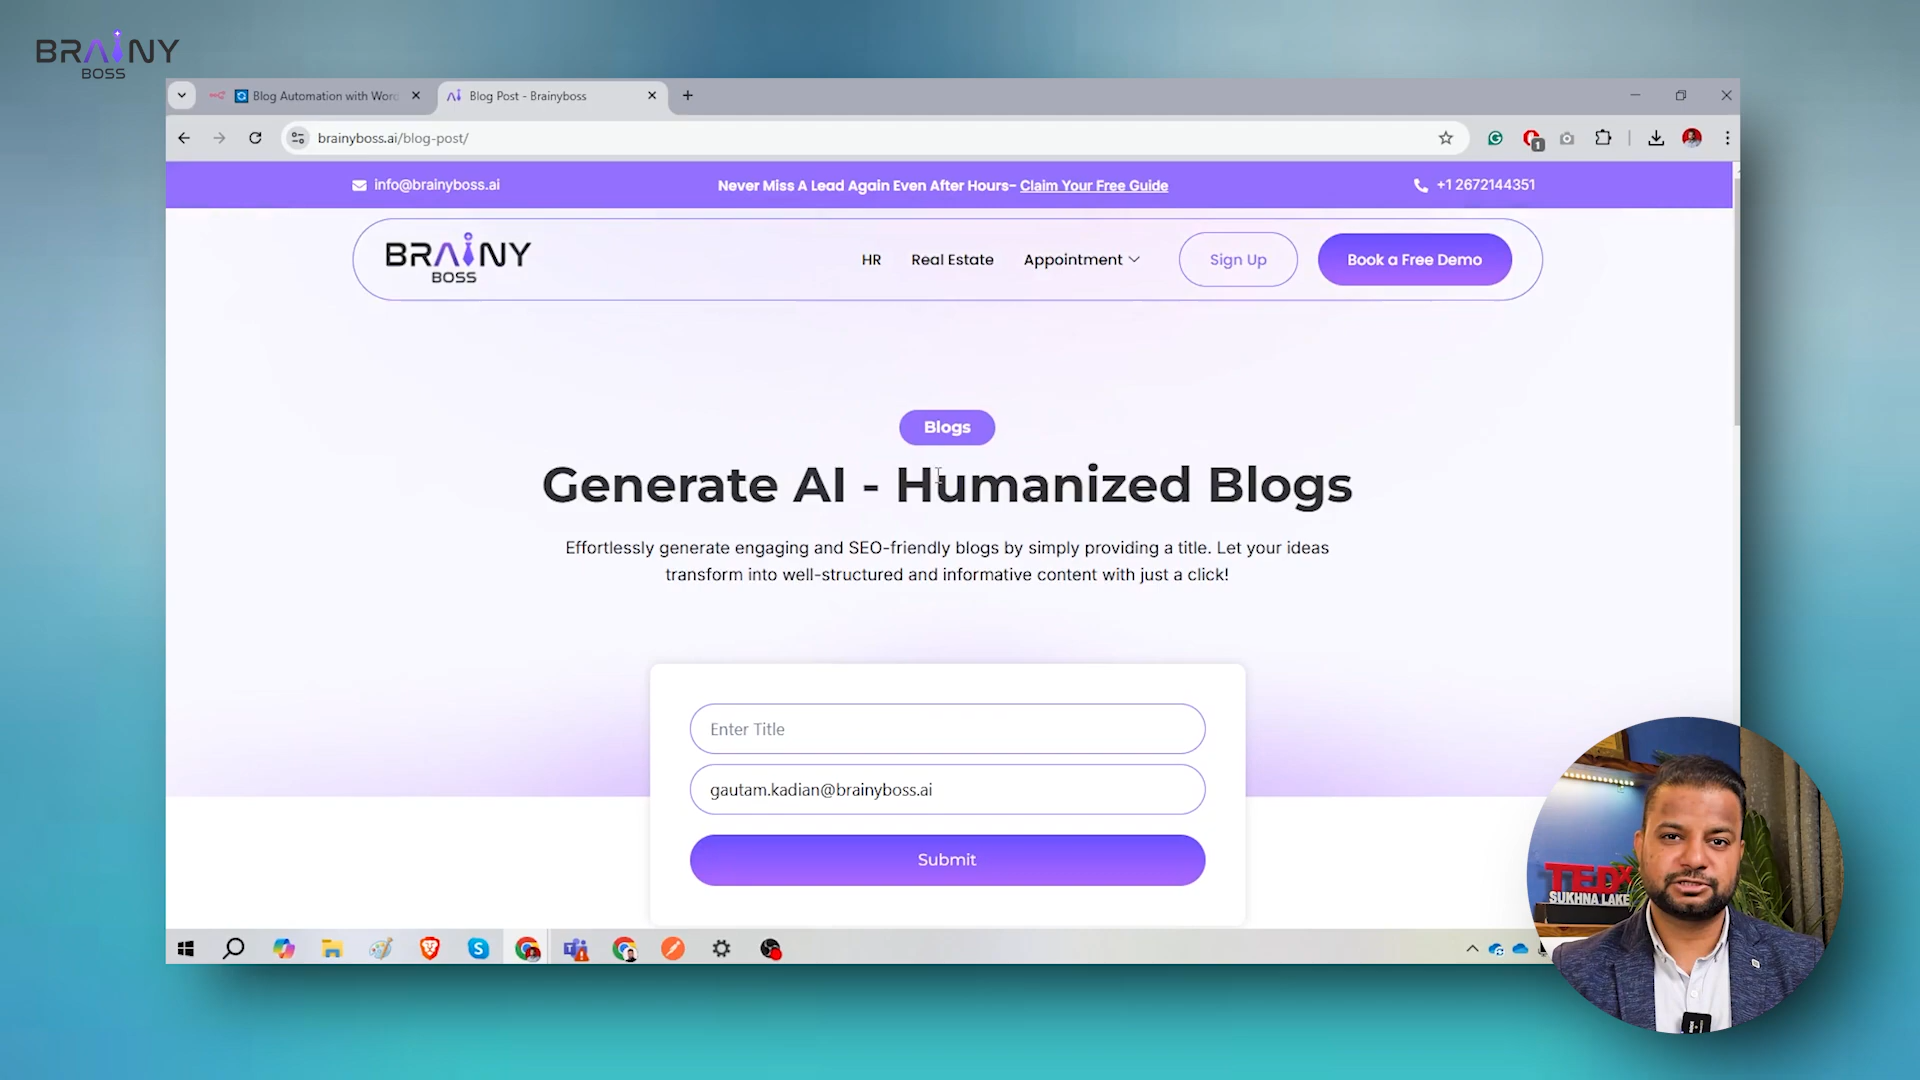 BRAINY
BOSS
Blog Automation with Word
Blog Post - Brainyboss
brainyboss.ai/blog-post/
1
info@brainyboss.ai
Never Miss A Lead Again Even After Hours- Claim Your Free Guide
+1 2672144351
BRAINY
BOSS
HR
Real Estate
Appointment
Sign Up
Book a Free Demo
Blogs
Generate AI - Humanized Blogs
Effortlessly generate engaging and SEO-friendly blogs by simply providing a title. Let your ideas
transform into well-structured and informative content with just a click!
Enter Title
gautam.kadian@brainyboss.ai
Submit
TEDx
SUKHNA LAKE